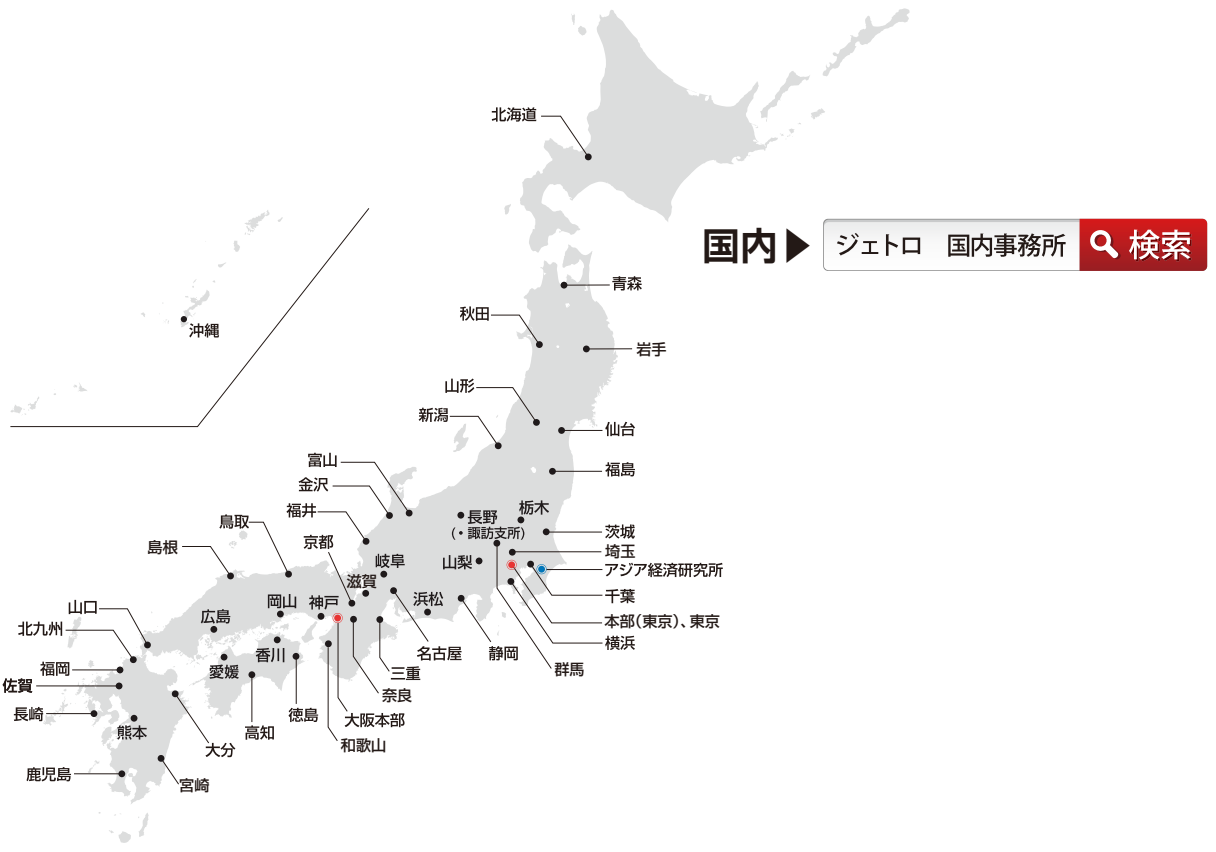 北海道
国内▶
ジェトロ　国内事務所
検索
沖縄
青森
秋田
岩手
山形
新潟
仙台
富山
福島
金沢
福井
長野
(・諏訪支所)
栃木
鳥取
茨城
京都
島根
埼玉
岐阜
山梨
アジア経済研究所
滋賀
千葉
岡山
神戸
浜松
山口
広島
本部(東京)、東京
北九州
横浜
香川
名古屋
静岡
福岡
愛媛
三重
群馬
佐賀
奈良
長崎
徳島
大阪本部
熊本
高知
大分
和歌山
鹿児島
宮崎